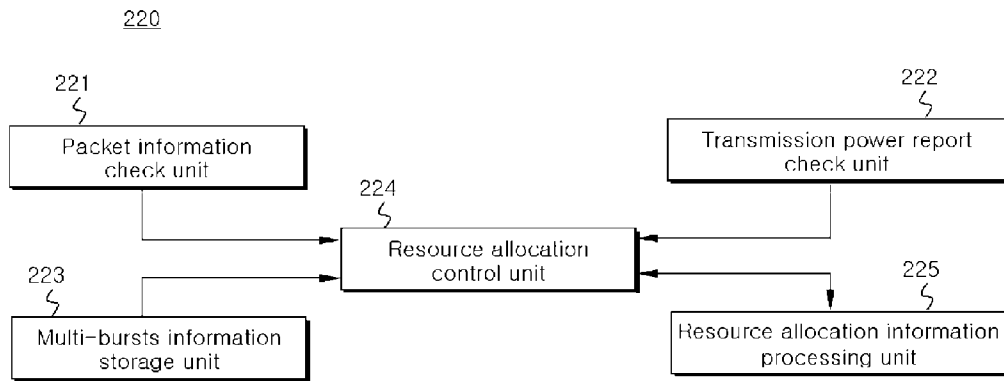 220
221
Packet information
check unit
222
Transmission power report
check unit
224
Resource allocation
control unit
223
Multi-bursts information
storage unit
225
Resource allocation information
processing unit